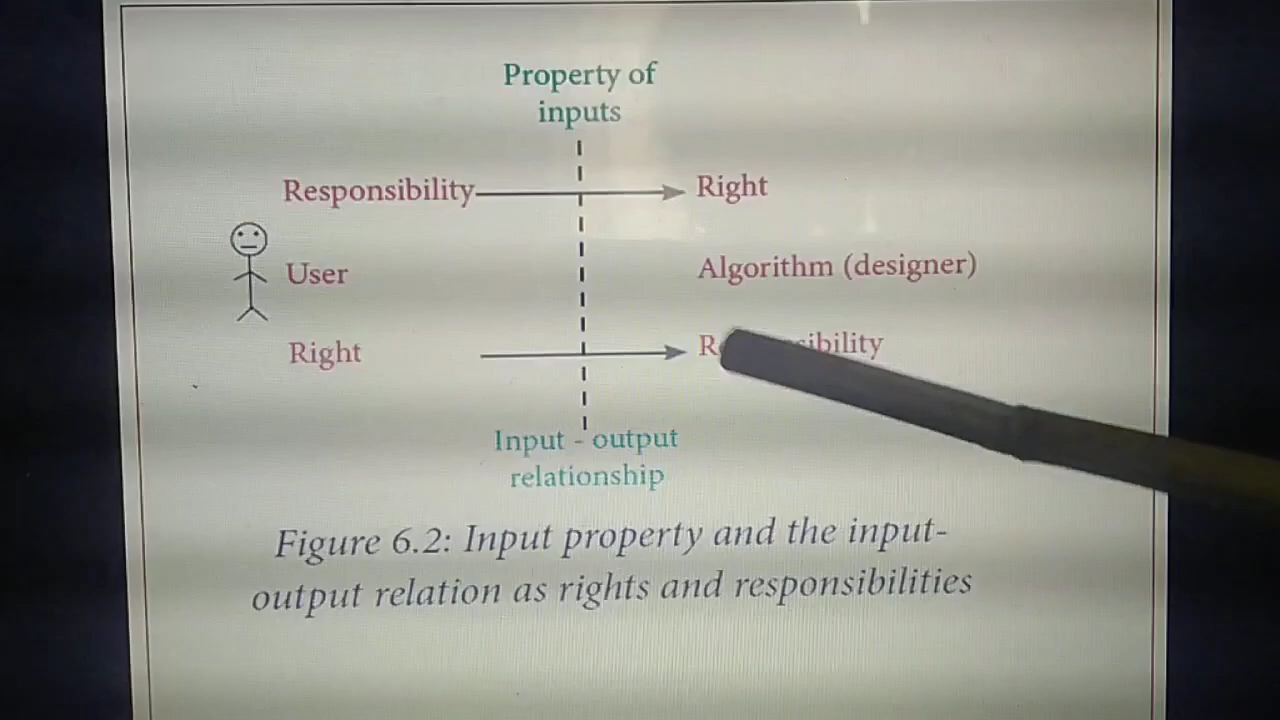 Property of
inputs
Responsibility Right
User Algorithm (designer)
Right
Input - output
relationship
Figure 6.2: Input property and the input-
output relation as rights and responsibilities